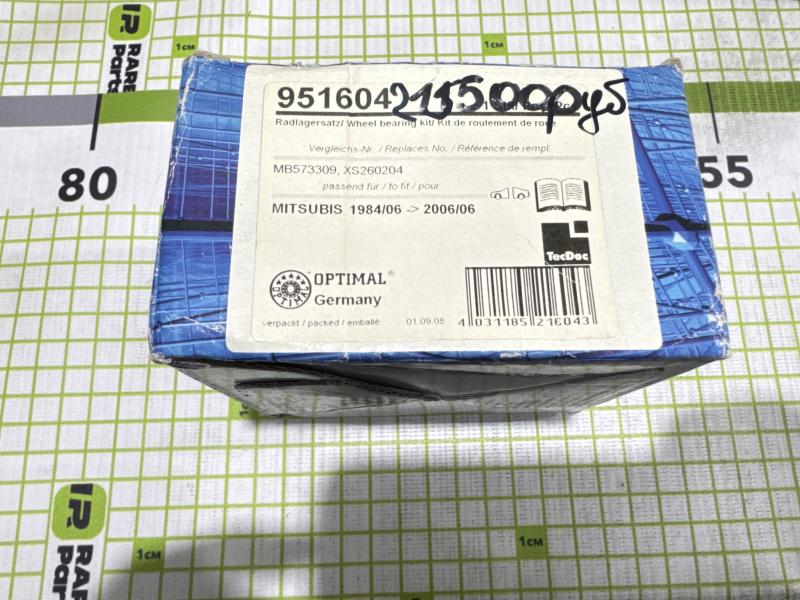 RARE
Parts
1см
1см
80
55
951604
руб
Radlagersatz/ Wheel bearing kit/ Kit de roulement de roue
Vergleichs-Nr. / Replaces No. / Référence de rempl.
MB573309, XS260204
passend für / to fit / pour
MITSUBIS 1984/06 -> 2006/06
TecDoc
OPTIMAL
OPTIMAL®
Germany
verpackt / packed / emballé: 01.09.08
4 031185 216043
RARE
Parts
1см
1см